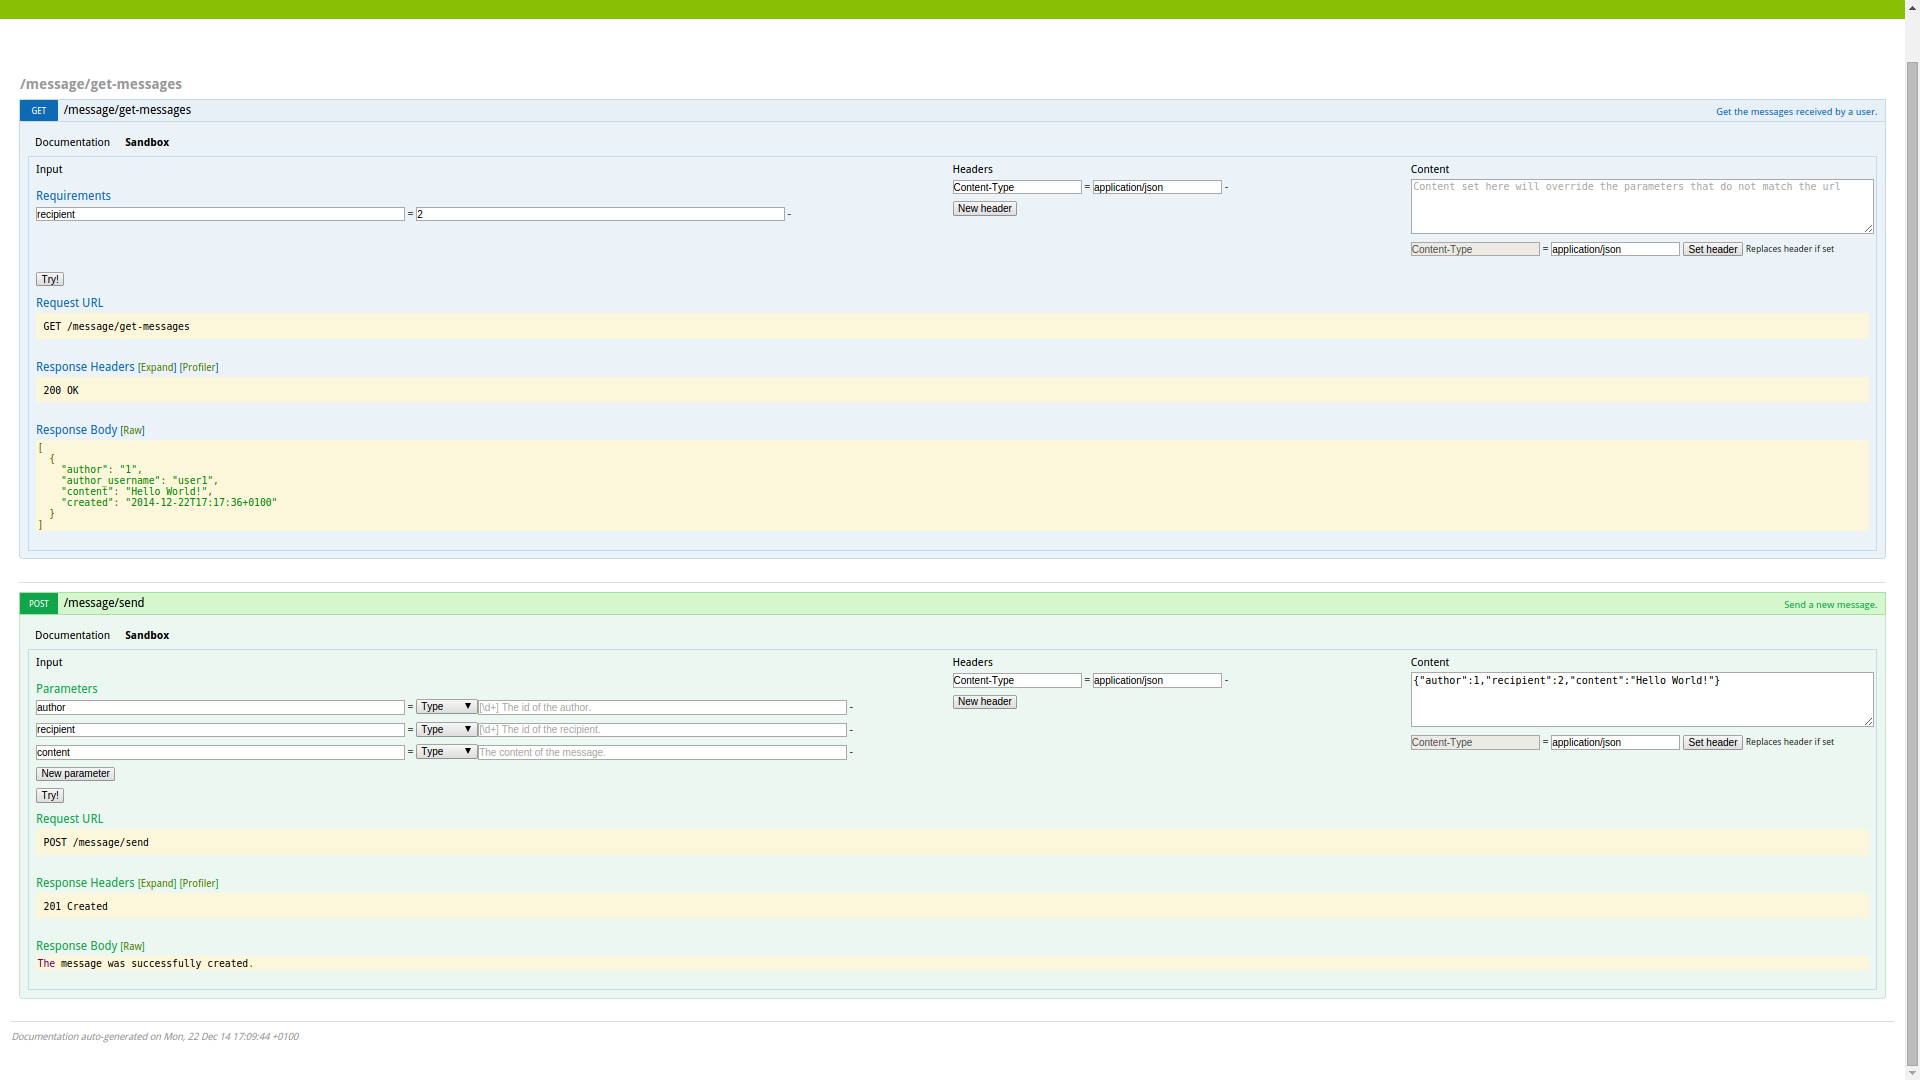 /message/get-messages
GET /message/get-messages Get the messages received by a user.
Documentation Sandbox
Input Headers Content
Content-Type = application/json - Content set here will override the parameters that do not match the url
Requirements
recipient = 2 -
New header
Content-Type = application/json Set header Replaces header if set
Try!
Request URL
GET /message/get-messages
Response Headers [Expand] [Profiler]
200 OK
Response Body [Raw]
[
{
"author": "1",
"author_username": "user1",
"content": "Hello World!",
"created": "2014-12-22T17:17:36+0100"
}
]
POST /message/send Send a new message.
Documentation Sandbox
Input Headers Content
Content-Type = application/json - {"author":1,"recipient":2,"content":"Hello World!"}
Parameters
New header
author = Type ▼ [\d+] The id of the author. -
recipient = Type ▼ [\d+] The id of the recipient. -
Content-Type = application/json Set header Replaces header if set
content = Type ▼ The content of the message. -
New parameter
Try!
Request URL
POST /message/send
Response Headers [Expand] [Profiler]
201 Created
Response Body [Raw]
The message was successfully created.
Documentation auto-generated on Mon, 22 Dec 14 17:09:44 +0100